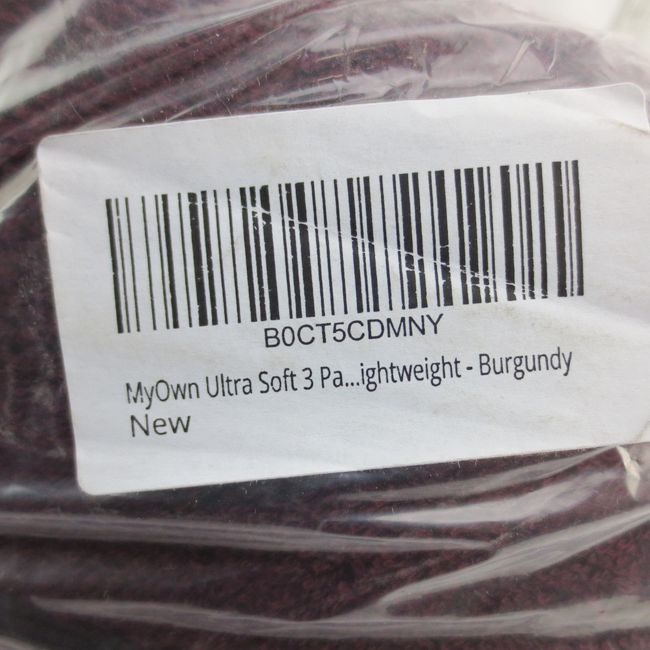 B0CT5CDMNY
MyOwn Ultra Soft 3 Pa...ightweight - Burgundy
New